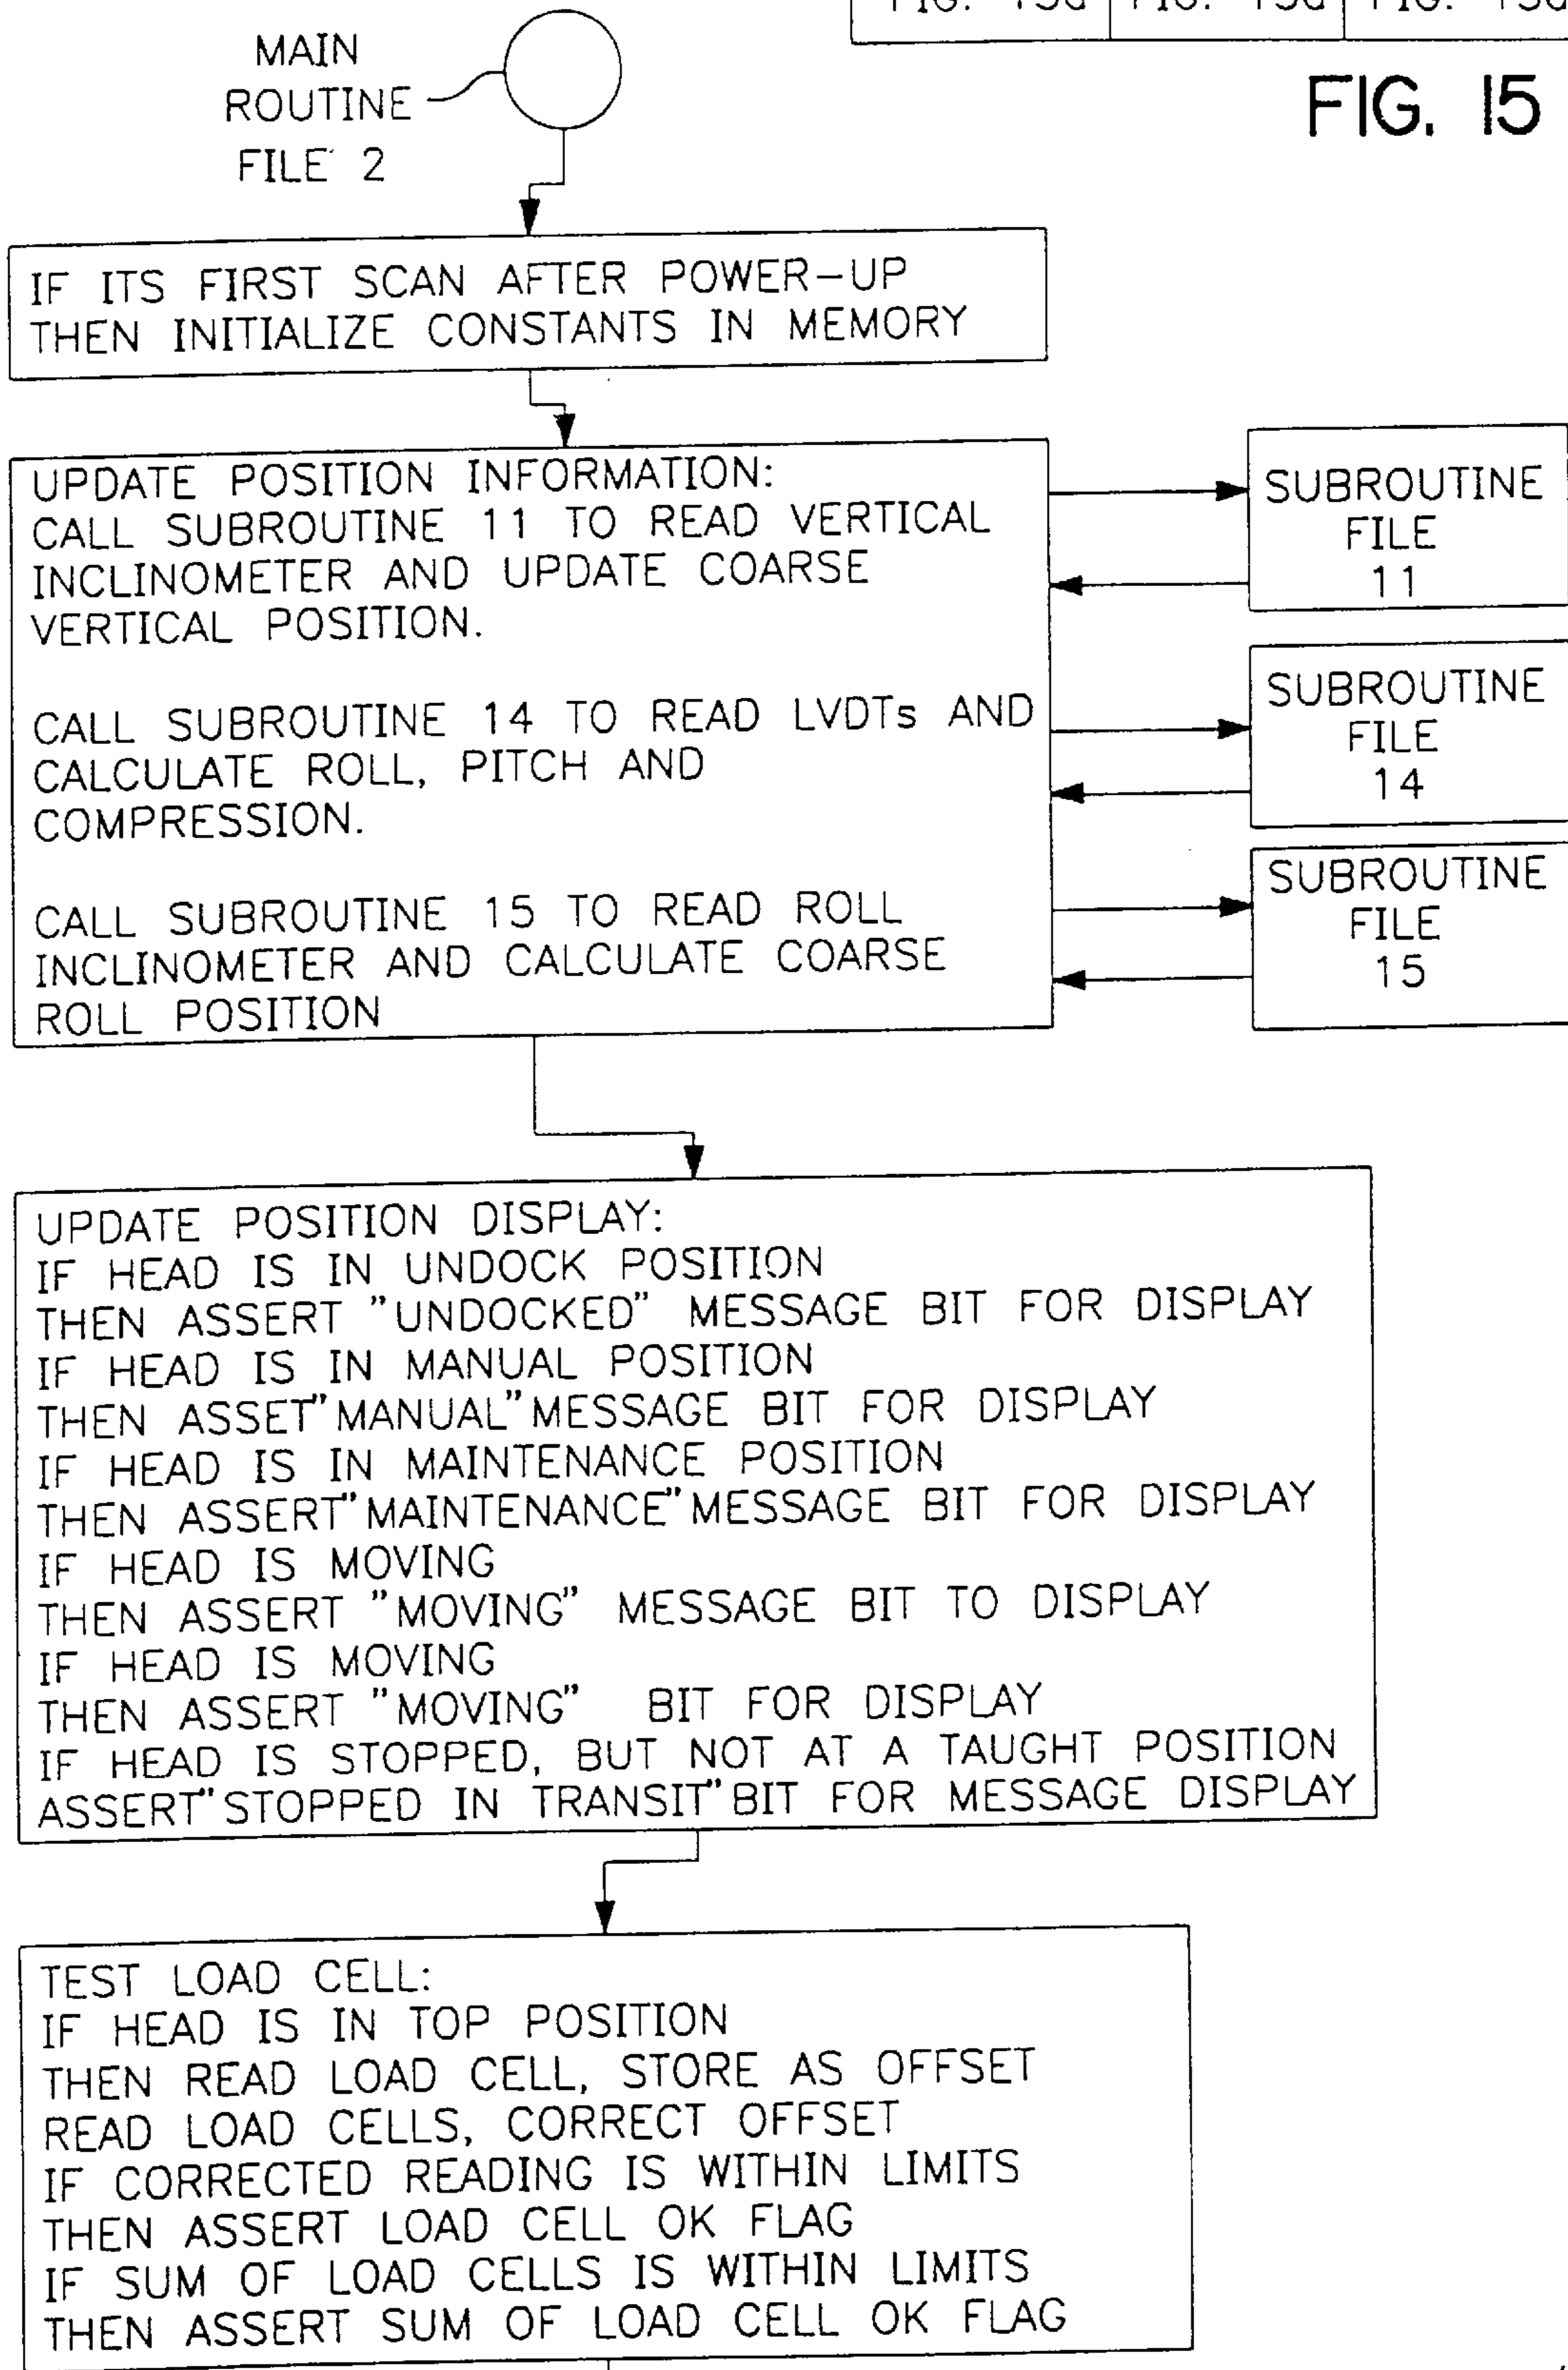 MAIN
ROUTINE
FILE 2
FIG. 15
IF ITS FIRST SCAN AFTER POWER-UP
THEN INITIALIZE CONSTANTS IN MEMORY
UPDATE POSITION INFORMATION:
CALL SUBROUTINE 11 TO READ VERTICAL
INCLINOMETER AND UPDATE COARSE
VERTICAL POSITION.
CALL SUBROUTINE 14 TO READ LVDTs AND
CALCULATE ROLL, PITCH AND
COMPRESSION.
CALL SUBROUTINE 15 TO READ ROLL
INCLINOMETER AND CALCULATE COARSE
ROLL POSITION
SUBROUTINE
FILE
11
SUBROUTINE
FILE
14
SUBROUTINE
FILE
15
UPDATE POSITION DISPLAY:
IF HEAD IS IN UNDOCK POSITION
THEN ASSERT "UNDOCKED" MESSAGE BIT FOR DISPLAY
IF HEAD IS IN MANUAL POSITION
THEN ASSET"MANUAL"MESSAGE BIT FOR DISPLAY
IF HEAD IS IN MAINTENANCE POSITION
THEN ASSERT"MAINTENANCE"MESSAGE BIT FOR DISPLAY
IF HEAD IS MOVING
THEN ASSERT "MOVING" MESSAGE BIT TO DISPLAY
IF HEAD IS MOVING
THEN ASSERT "MOVING" BIT FOR DISPLAY
IF HEAD IS STOPPED, BUT NOT AT A TAUGHT POSITION
ASSERT"STOPPED IN TRANSIT"BIT FOR MESSAGE DISPLAY
TEST LOAD CELL:
IF HEAD IS IN TOP POSITION
THEN READ LOAD CELL, STORE AS OFFSET
READ LOAD CELLS, CORRECT OFFSET
IF CORRECTED READING IS WITHIN LIMITS
THEN ASSERT LOAD CELL OK FLAG
IF SUM OF LOAD CELLS IS WITHIN LIMITS
THEN ASSERT SUM OF LOAD CELL OK FLAG